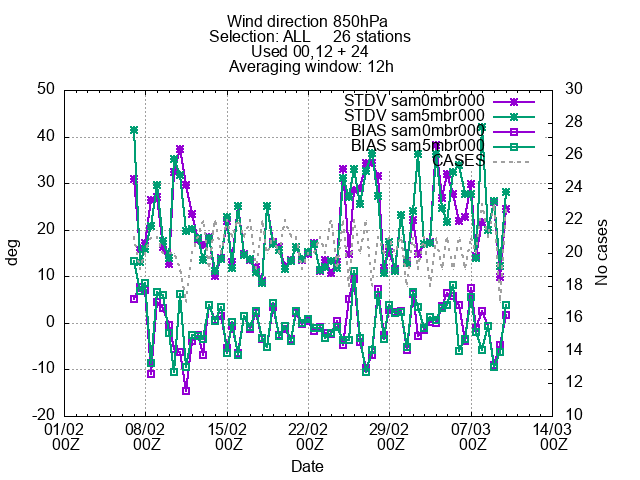 Wind direction 850hPa
Selection: ALL 26 stations
Used 00,12 + 24
Averaging window: 12h
STDV sam0mbr000
STDV sam5mbr000
BIAS sam0mbr000
BIAS sam5mbr000
CASES
50
40
30
20
10
0
-10
-20
deg
30
28
26
24
22
20
18
16
14
12
10
No cases
01/02 08/02 15/02 22/02 29/02 07/03 14/03
00Z 00Z 00Z 00Z 00Z 00Z 00Z
Date